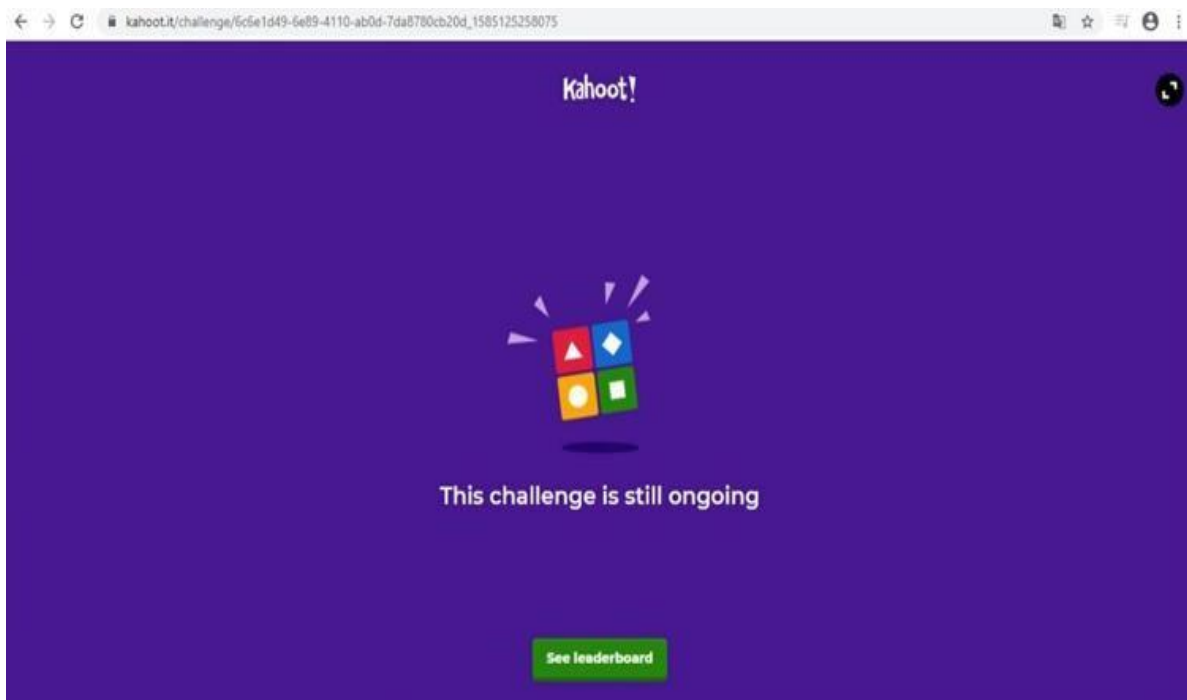 kahoot.it/challenge/6c6e1d49-6e89-4110-ab0d-7da8780cb20d_1585125258075
Kahoot!
This challenge is still ongoing
See leaderboard